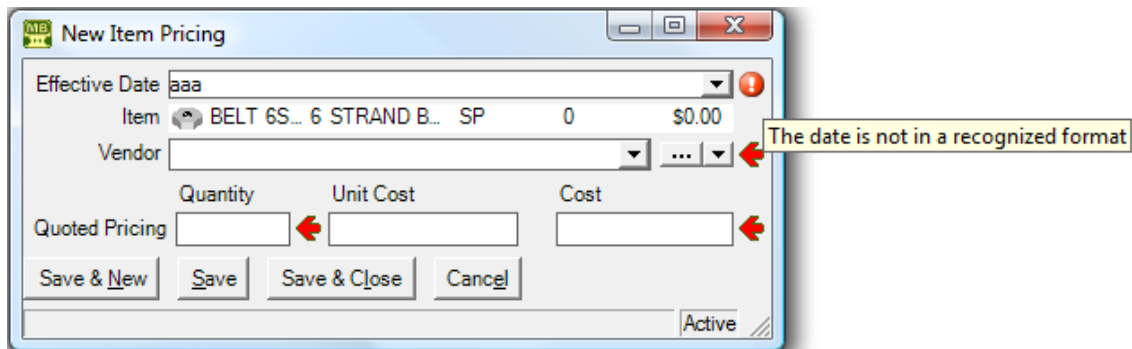 MB
New Item Pricing
Effective Date aaa
Item BELT 6S... 6 STRAND B... SP 0 $0.00
The date is not in a recognized format
Vendor ...
Quantity Unit Cost Cost
Quoted Pricing
Save & New Save Save & Close Cancel
Active